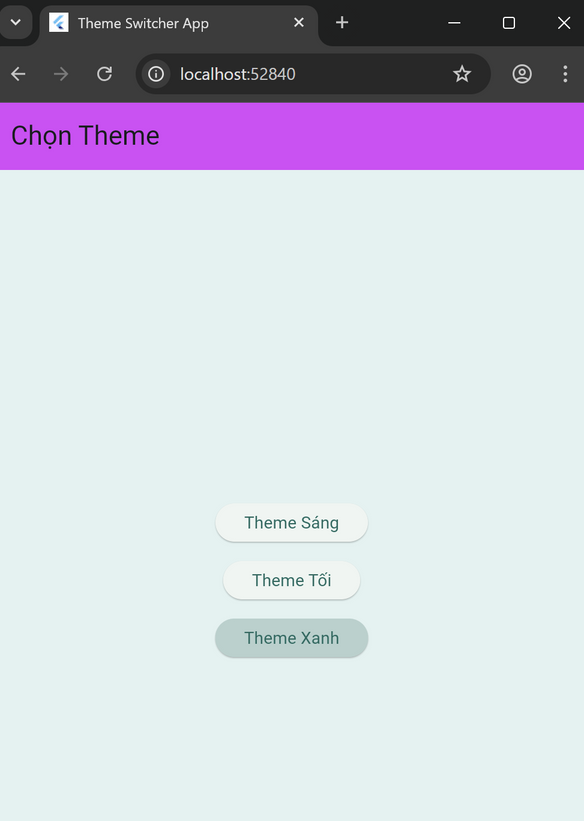 Theme Switcher App
localhost:52840
Chọn Theme
Theme Sáng
Theme Tối
Theme Xanh